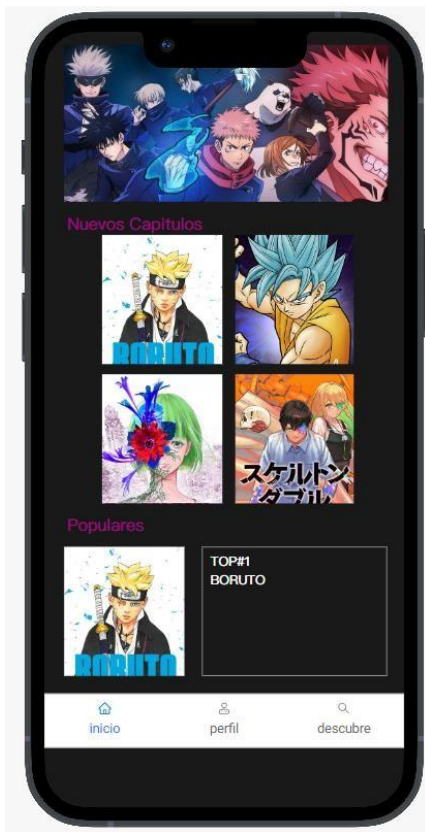 Nuevos Capitulos
BORUTO
スケルトン
ダブル
Populares
BORUTO
TOP#1
BORUTO
inicio
perfil
descubre